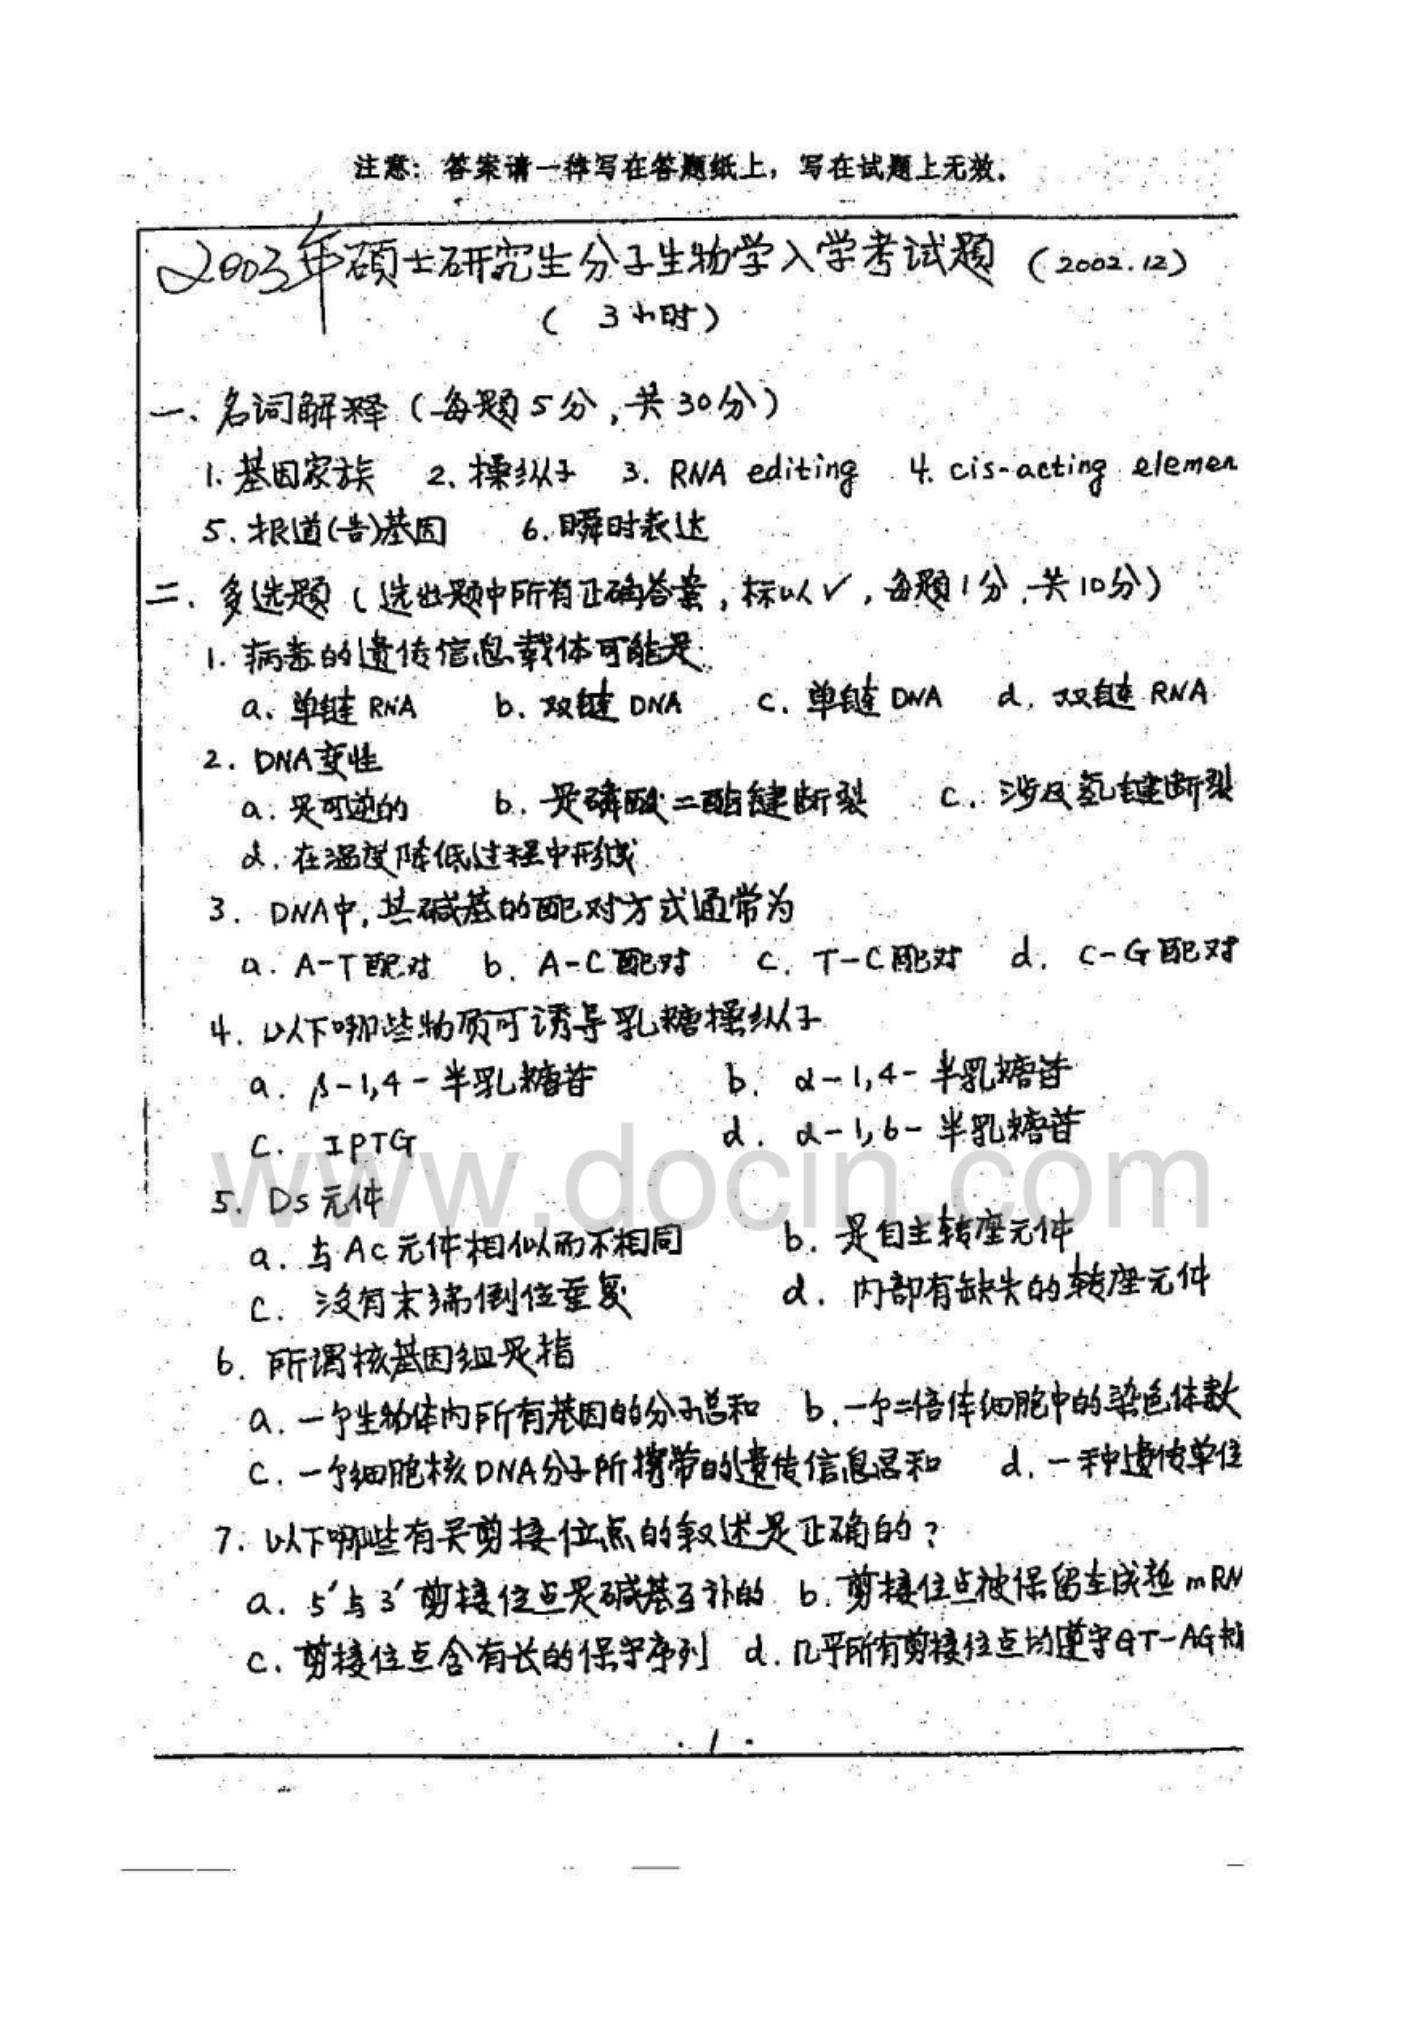 注意：答案请一律写在答题纸上，写在试题上无效.
2003年硕士研究生分子生物学入学考试题（2002.12）
（ 3小时）
一、名词解释（每题5分，共30分）
1.基因家族 2.操纵子 3. RNA editing 4. cis-acting elemen
5.报道(告)基因 6.瞬时表达
二、多选题（选出题中所有正确答案，标以✓，每题1分，共10分）
1. 病毒的遗传信息载体可能是
a. 单链RNA b. 双链DNA c. 单链DNA d. 双链RNA
2. DNA变性
a. 是可逆的 b. 是磷酸二酯键断裂 c. 涉及氢键断裂
d. 在温度降低过程中形成
3. DNA中,其碱基的配对方式通常为
a. A-T配对 b. A-C配对 c. T-C配对 d. C-G配对
4. 以下哪些物质可诱导乳糖操纵子
a. β-1,4-半乳糖苷 b. α-1,4-半乳糖苷
c. IPTG d. α-1,6-半乳糖苷
www.docin.com
5. Ds元件
a. 与Ac元件相似而不相同 b. 是自主转座元件
c. 没有末端倒位重复 d. 内部有缺失的转座元件
6. 所谓核基因组是指
a. 一个生物体内所有基因的分子总和 b. 一个二倍体细胞中的染色体数
c. 一个细胞核DNA分子所携带的遗传信息总和 d. 一种遗传单位
7. 以下哪些有关剪接位点的叙述是正确的？
a. 5′与3′剪接位点是碱基互补的 b. 剪接位点被保留在成熟mRN
c. 剪接位点含有长的保守序列 d. 几乎所有剪接位点均遵守GT-AG
1.